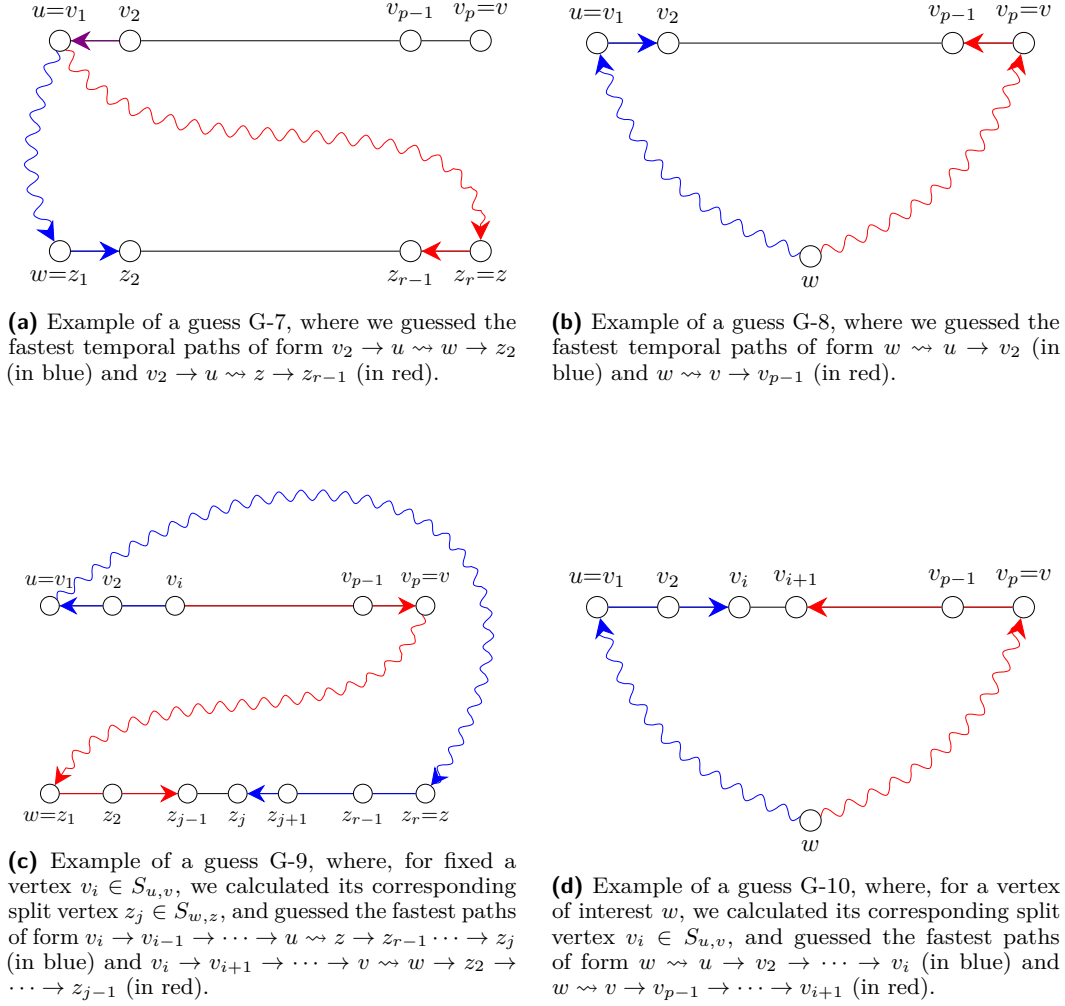 u=v₁ v₂ vₚ₋₁ vₚ=v
w=z₁ z₂ zᵣ₋₁ zᵣ=z
(a) Example of a guess G-7, where we guessed the
fastest temporal paths of form v₂ → u ⇝ w → z₂
(in blue) and v₂ → u ⇝ z → zᵣ₋₁ (in red).
u=v₁ v₂ vₚ₋₁ vₚ=v
w
(b) Example of a guess G-8, where we guessed the
fastest temporal paths of form w ⇝ u → v₂ (in
blue) and w ⇝ v → vₚ₋₁ (in red).
u=v₁ v₂ vᵢ vₚ₋₁ vₚ=v
w=z₁ z₂ zⱼ₋₁ zⱼ zⱼ₊₁ zᵣ₋₁ zᵣ=z
(c) Example of a guess G-9, where, for fixed a
vertex vᵢ ∈ Sᵤ,ᵥ, we calculated its corresponding
split vertex zⱼ ∈ S_{w,z}, and guessed the fastest paths
of form vᵢ → vᵢ₋₁ → ⋯ → u ⇝ z → zᵣ₋₁ ⋯ → zⱼ
(in blue) and vᵢ → vᵢ₊₁ → ⋯ → v ⇝ w → z₂ →
⋯ → zⱼ₋₁ (in red).
u=v₁ v₂ vᵢ vᵢ₊₁ vₚ₋₁ vₚ=v
w
(d) Example of a guess G-10, where, for a vertex
of interest w, we calculated its corresponding split
vertex vᵢ ∈ Sᵤ,ᵥ, and guessed the fastest paths
of form w ⇝ u → v₂ → ⋯ → vᵢ (in blue) and
w ⇝ v → vₚ₋₁ → ⋯ → vᵢ₊₁ (in red).